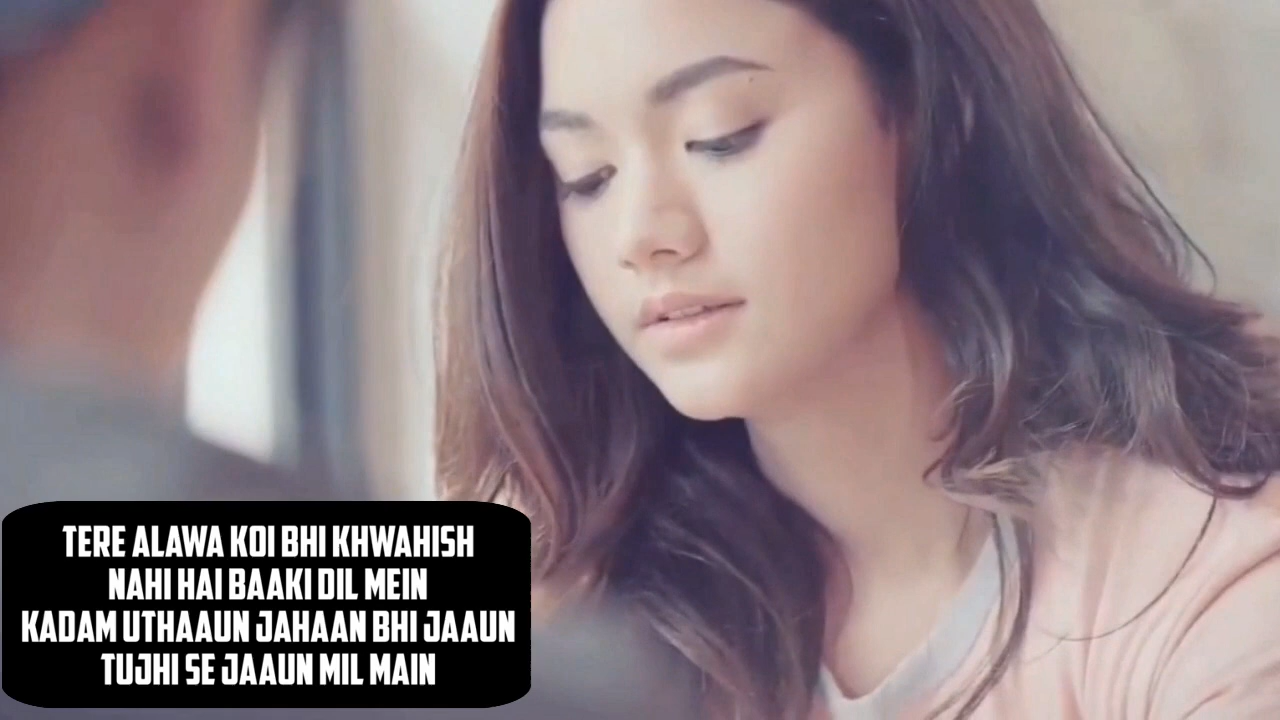 TERE ALAWA KOI BHI KHWAHISH
NAHI HAI BAAKI DIL MEIN
KADAM UTHAAUN JAHAAN BHI JAAUN
TUJHI SE JAAUN MIL MAIN